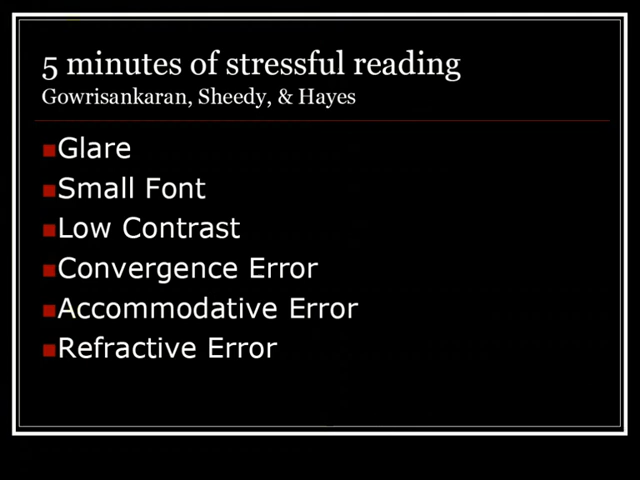 5 minutes of stressful reading
Gowrisankaran, Sheedy, & Hayes
Glare
Small Font
Low Contrast
Convergence Error
Accommodative Error
Refractive Error